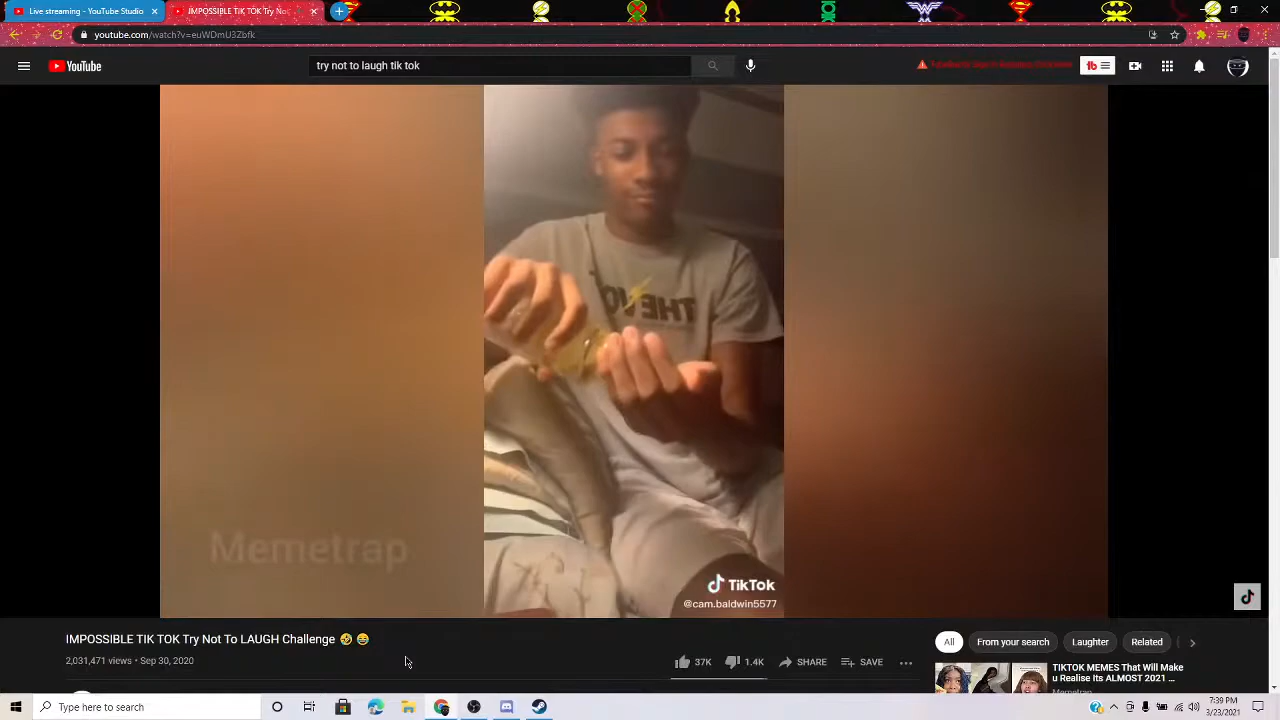 Live streaming - YouTube Studio
IMPOSSIBLE TIK TOK Try No
youtube.com/watch?v=euWDmU3Zbfk
YouTube
try not to laugh tik tok
THE VO
Memetrap
TikTok
@cam.baldwin5577
IMPOSSIBLE TIK TOK Try Not To LAUGH Challenge 🤣 😂
2,031,471 views • Sep 30, 2020
37K
1.4K
SHARE
SAVE
All
From your search
Laughter
Related
TIKTOK MEMES That Will Make
u Realise Its ALMOST 2021 ...
Memetrap
Type here to search
7:39 PM
3/23/2021